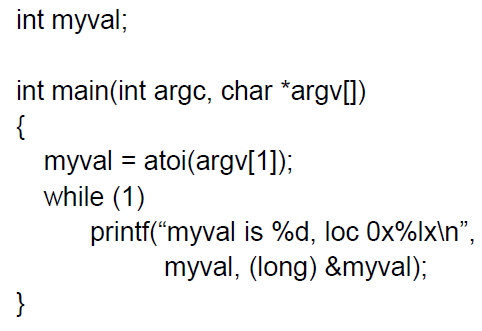 int myval;
int main(int argc, char *argv[])
{
myval = atoi(argv[1]);
while (1)
printf(“myval is %d, loc 0x%lx\n”,
myval, (long) &myval);
}